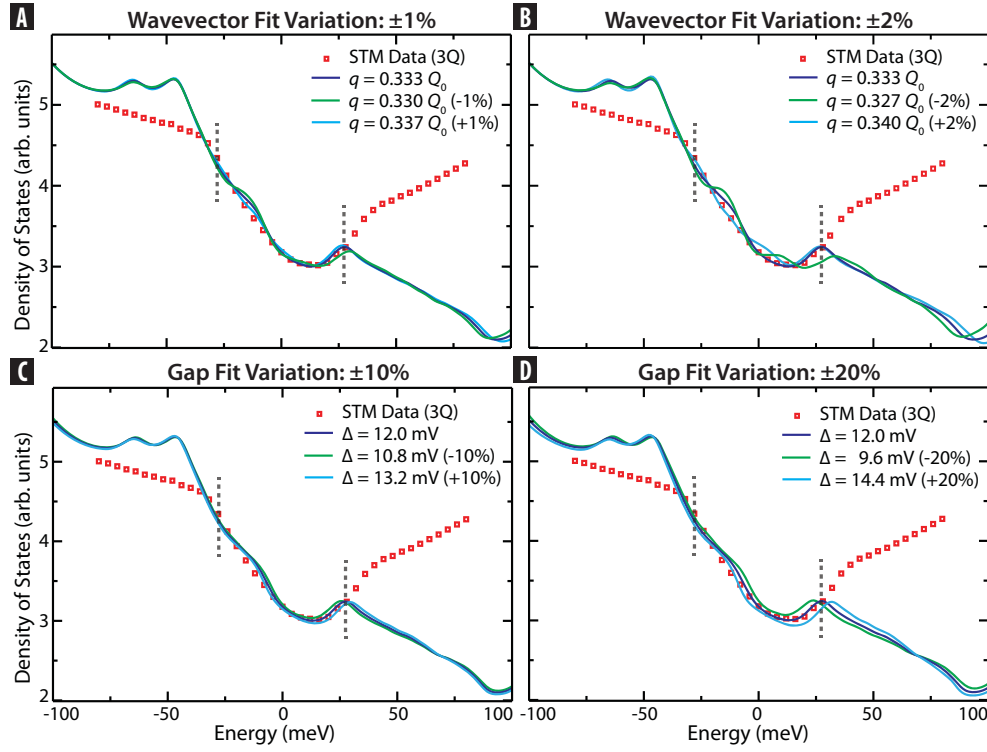 A Wavevector Fit Variation: ±1%
STM Data (3Q)
q = 0.333 Q0
q = 0.330 Q0 (-1%)
q = 0.337 Q0 (+1%)
5
4
3
2
Density of States (arb. units)
B Wavevector Fit Variation: ±2%
STM Data (3Q)
q = 0.333 Q0
q = 0.327 Q0 (-2%)
q = 0.340 Q0 (+2%)
C Gap Fit Variation: ±10%
STM Data (3Q)
Δ = 12.0 mV
Δ = 10.8 mV (-10%)
Δ = 13.2 mV (+10%)
5
4
3
2
Density of States (arb. units)
-100 -50 0 50 100
Energy (meV)
D Gap Fit Variation: ±20%
STM Data (3Q)
Δ = 12.0 mV
Δ = 9.6 mV (-20%)
Δ = 14.4 mV (+20%)
-100 -50 0 50 100
Energy (meV)